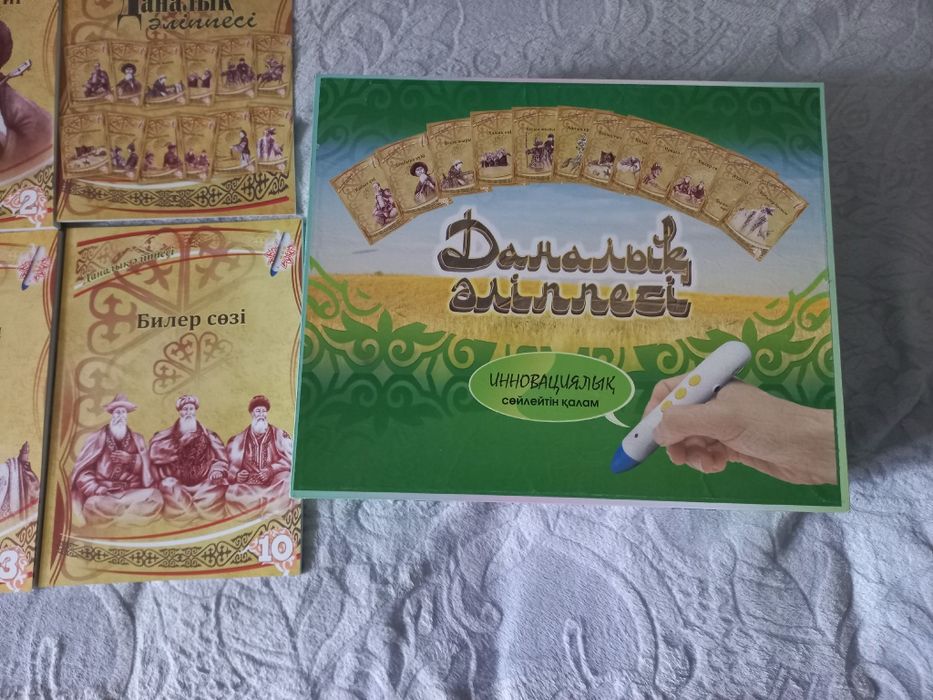 Даналық
әліппесі
2
Даналық әліппесі
Билер сөзі
10
3
Даналық
әліппесі
ИННОВАЦИЯЛЫҚ
сөйлейтін қалам